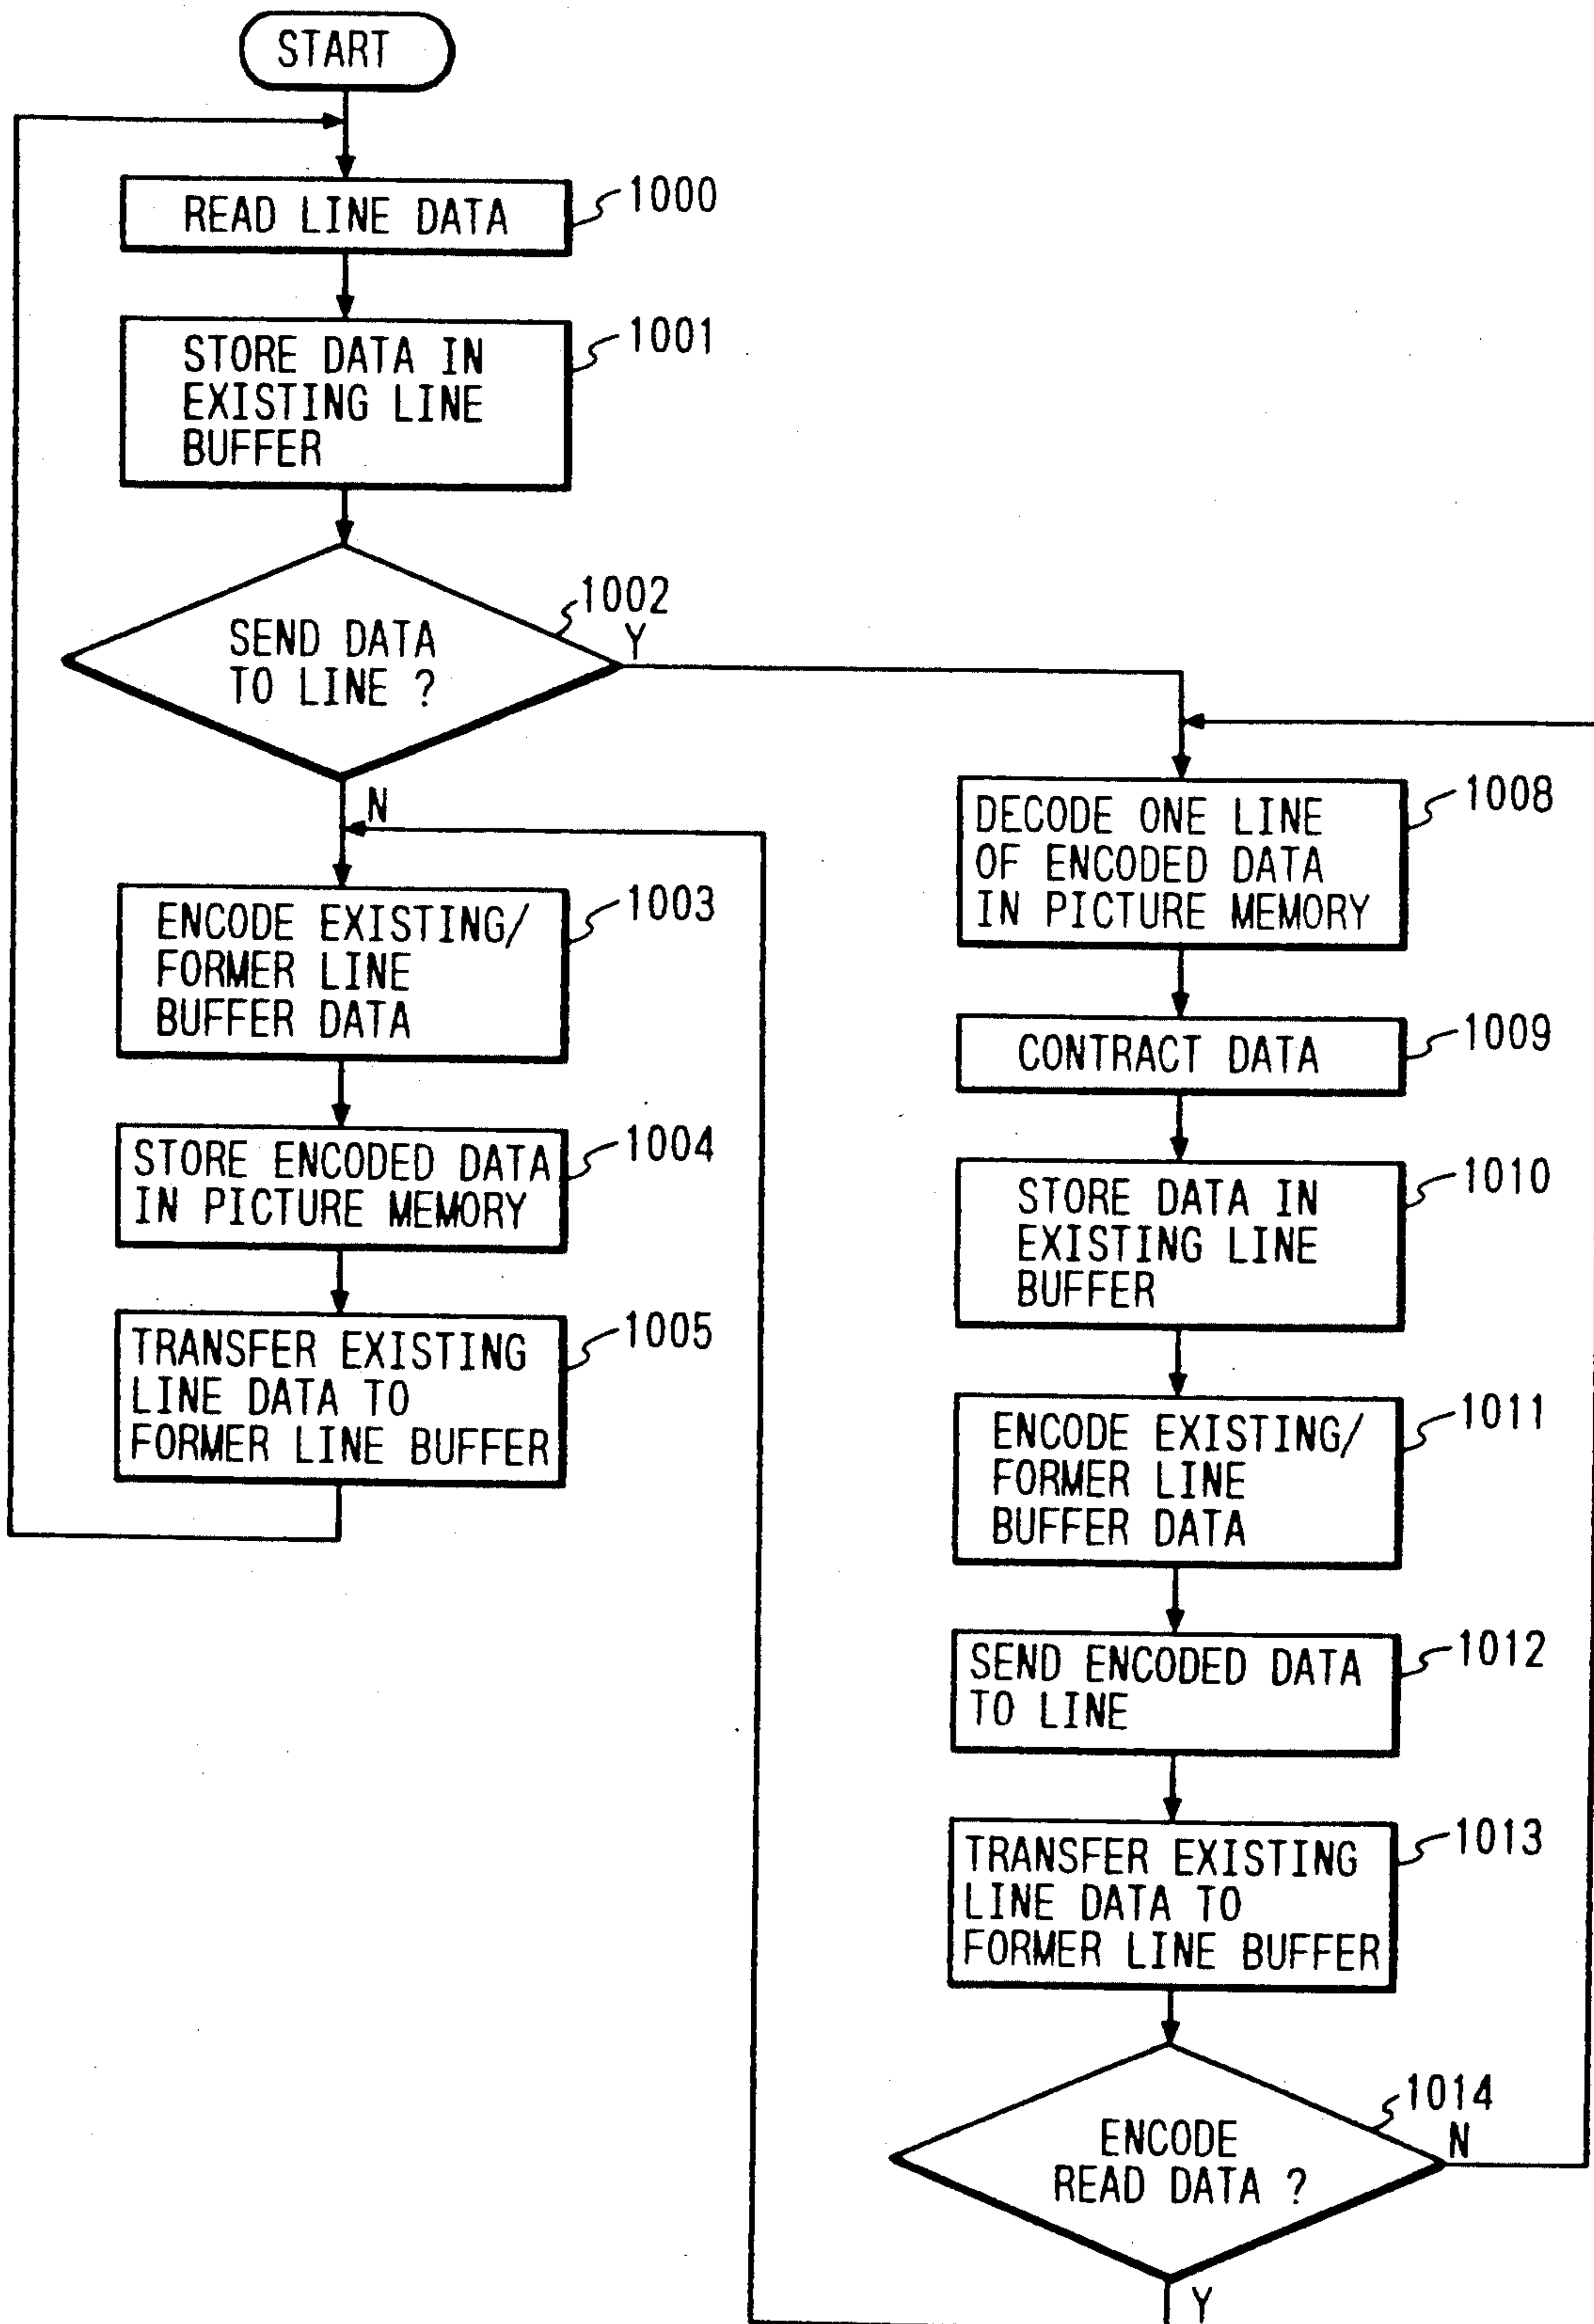 START
READ LINE DATA
1000
STORE DATA IN
EXISTING LINE
BUFFER
1001
SEND DATA
TO LINE ?
1002
Y
N
ENCODE EXISTING/
FORMER LINE
BUFFER DATA
1003
STORE ENCODED DATA
IN PICTURE MEMORY
1004
TRANSFER EXISTING
LINE DATA TO
FORMER LINE BUFFER
1005
DECODE ONE LINE
OF ENCODED DATA
IN PICTURE MEMORY
1008
CONTRACT DATA
1009
STORE DATA IN
EXISTING LINE
BUFFER
1010
ENCODE EXISTING/
FORMER LINE
BUFFER DATA
1011
SEND ENCODED DATA
TO LINE
1012
TRANSFER EXISTING
LINE DATA TO
FORMER LINE BUFFER
1013
ENCODE
READ DATA ?
1014
N
Y